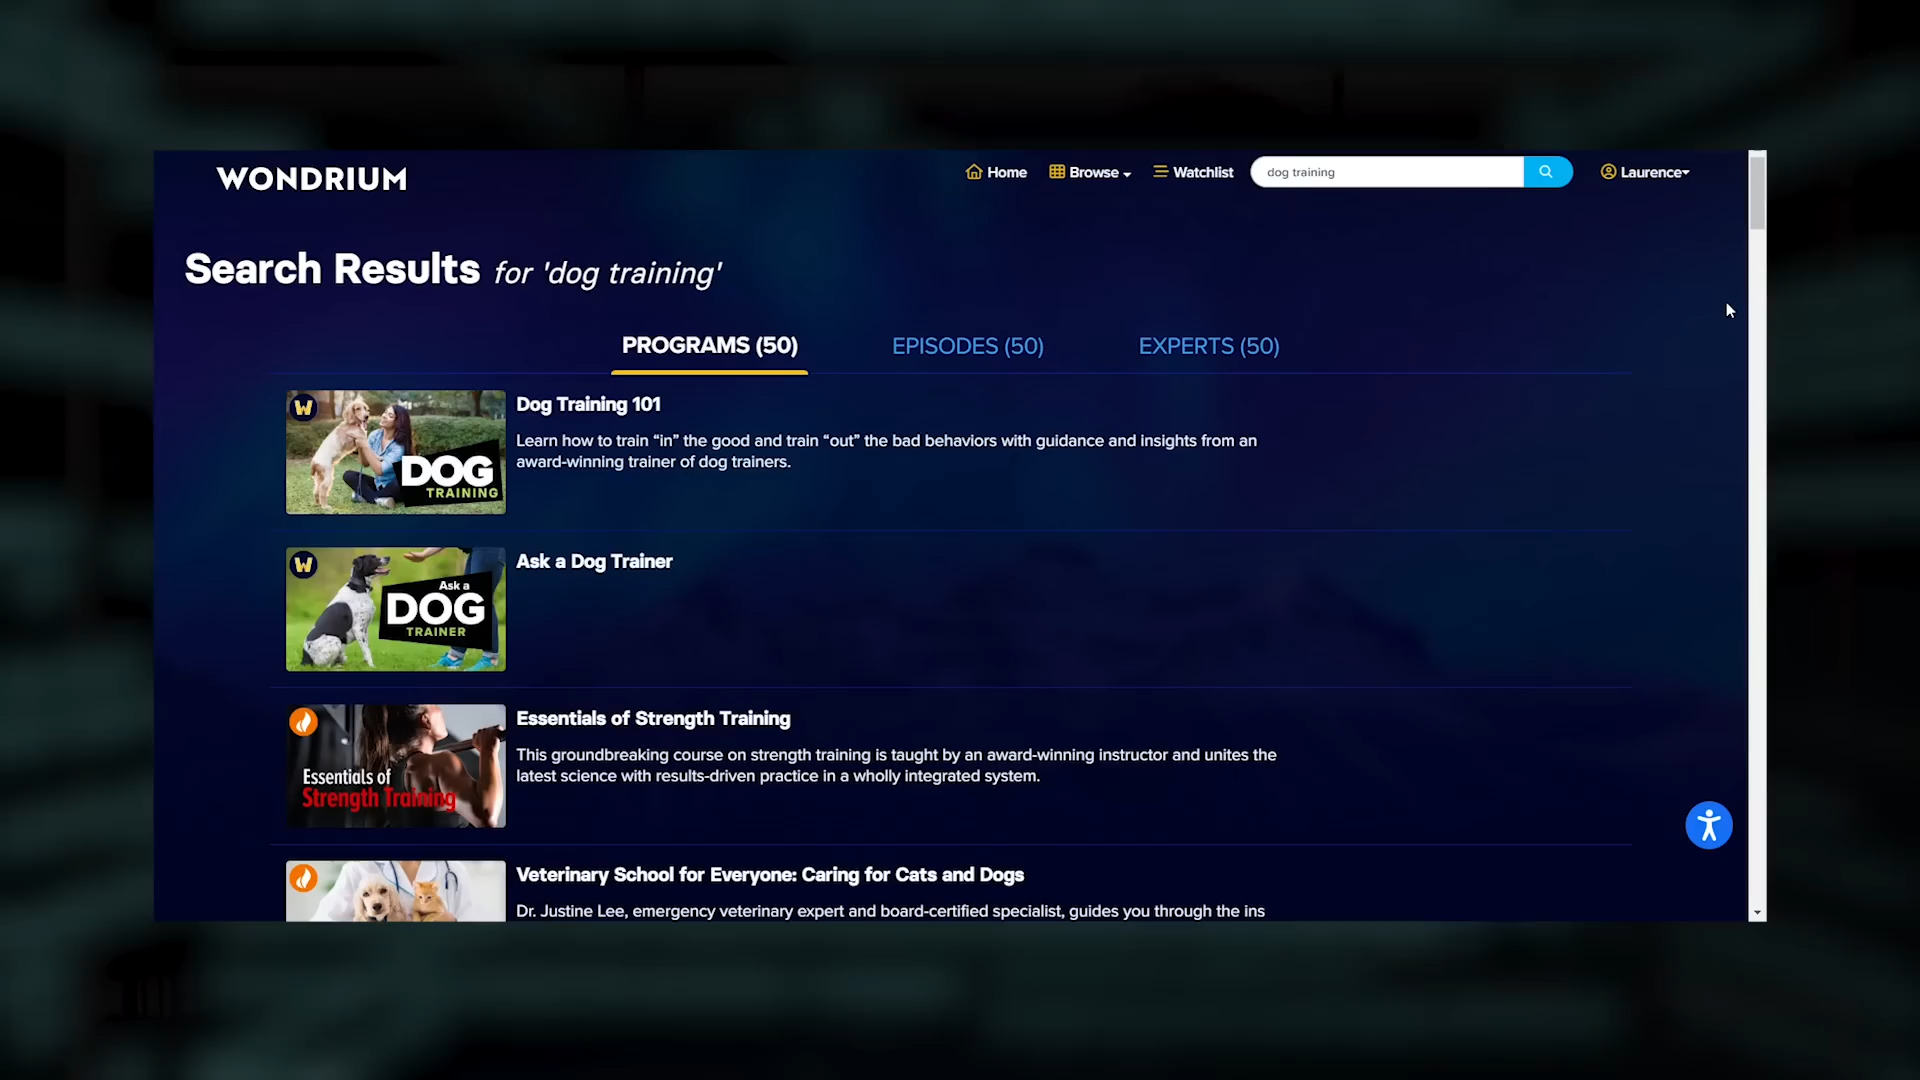 WONDRIUM
Home
Browse
Watchlist
dog training
Laurence
Search Results for 'dog training'
PROGRAMS (50)
EPISODES (50)
EXPERTS (50)
W
DOG
TRAINING
Dog Training 101
Learn how to train “in” the good and train “out” the bad behaviors with guidance and insights from an
award-winning trainer of dog trainers.
W
Ask a
DOG
TRAINER
Ask a Dog Trainer
Essentials of
Strength Training
Essentials of Strength Training
This groundbreaking course on strength training is taught by an award-winning instructor and unites the
latest science with results-driven practice in a wholly integrated system.
Veterinary School for Everyone: Caring for Cats and Dogs
Dr. Justine Lee, emergency veterinary expert and board-certified specialist, guides you through the ins